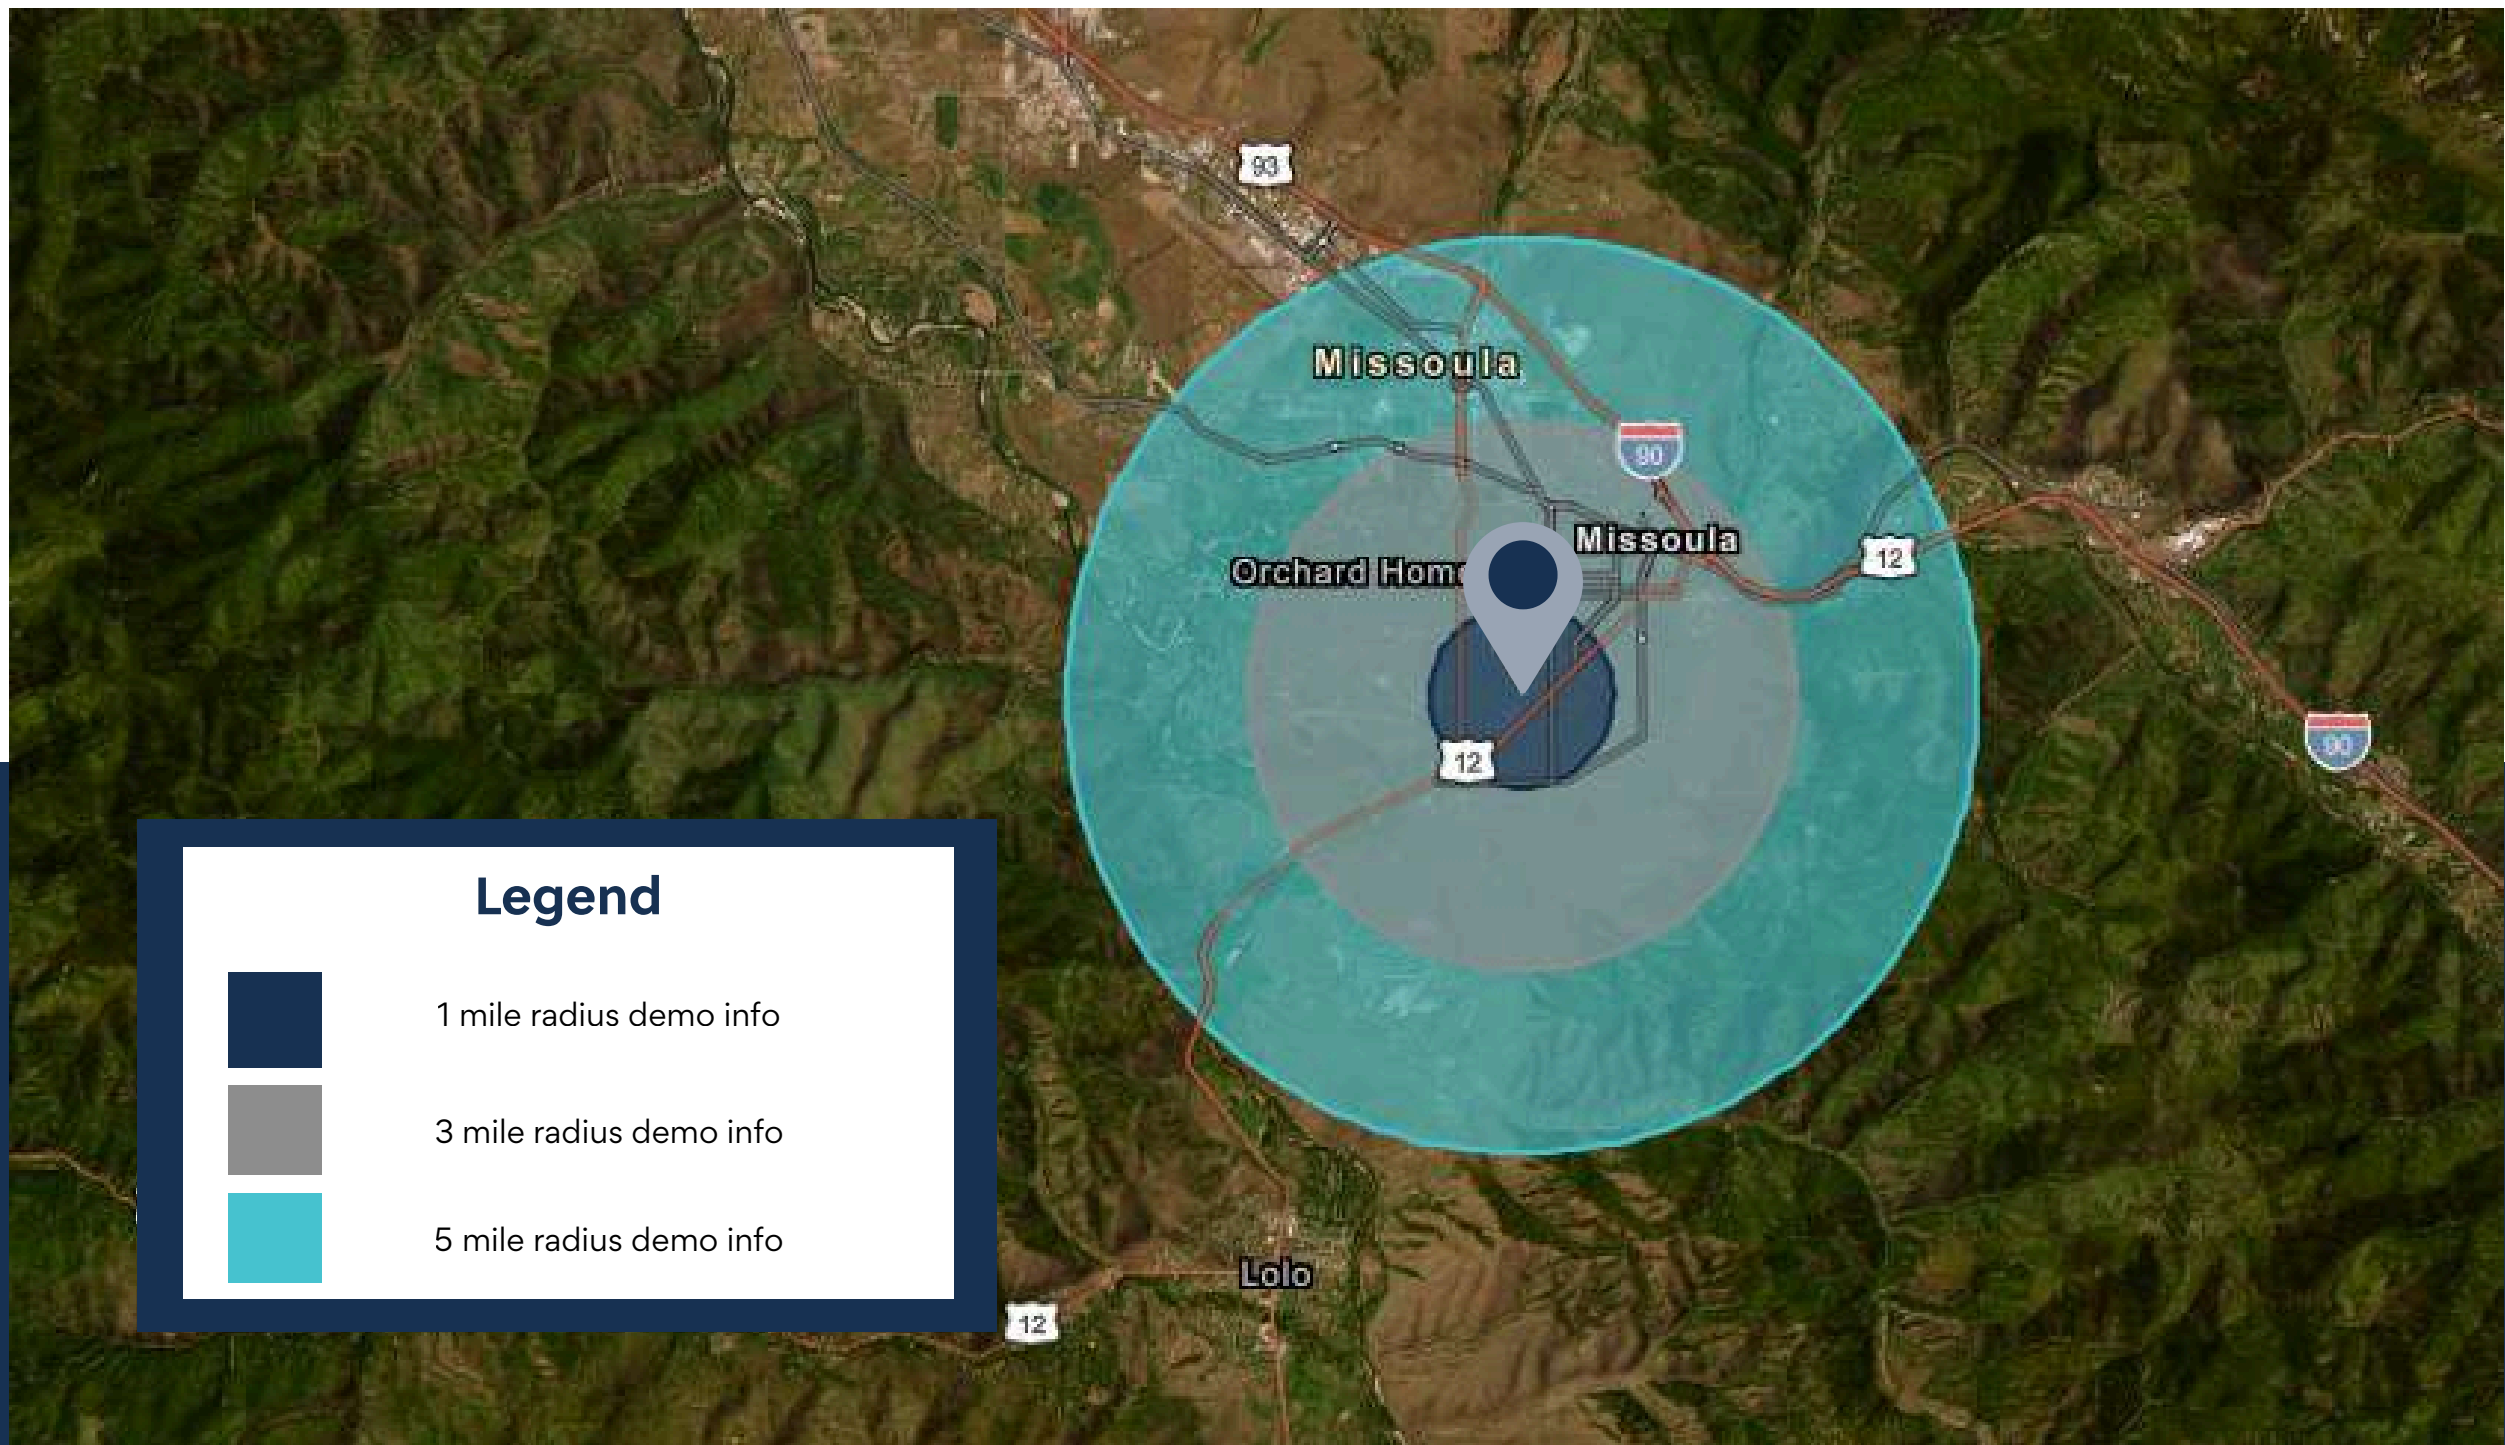 93
Missoula
90
Missoula
12
Orchard Hom
12
90
Legend
1 mile radius demo info
3 mile radius demo info
5 mile radius demo info
Lolo
12